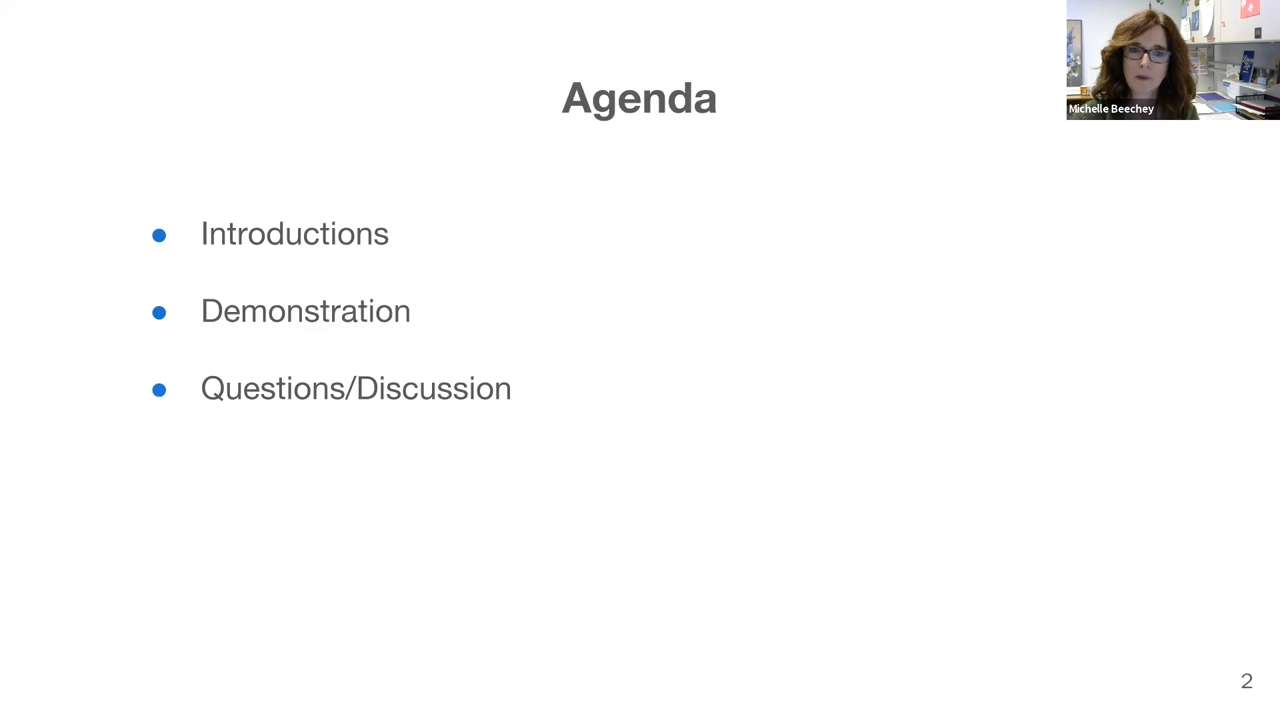 Agenda
Michelle Beechey
● Introductions
● Demonstration
● Questions/Discussion
2